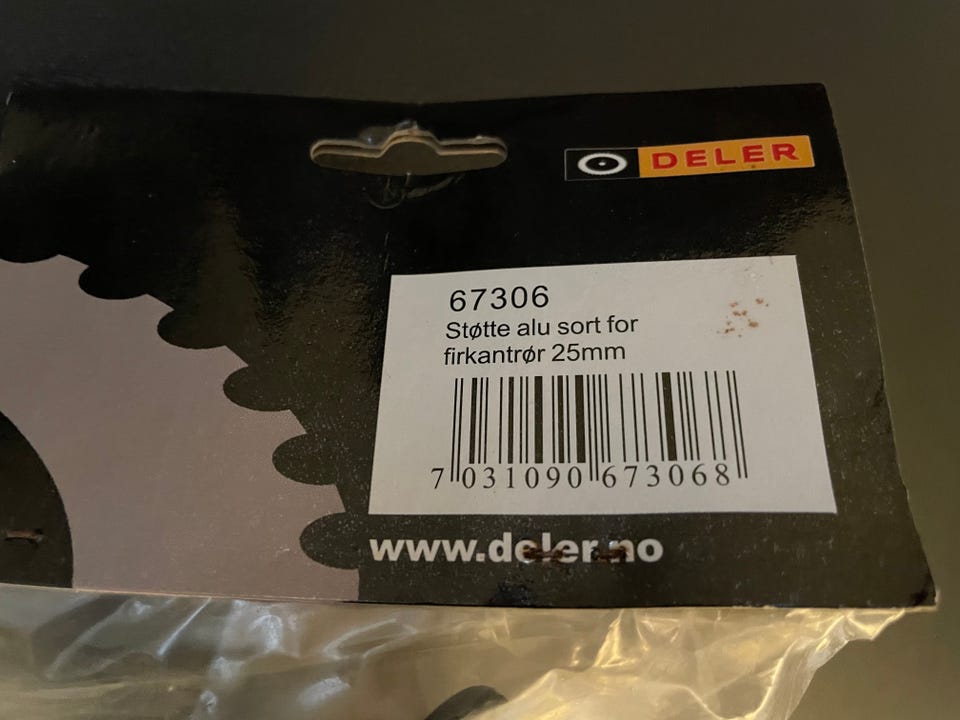 DELER
67306
Støtte alu sort for
firkantrør 25mm
7 031090 673068
www.deler.no